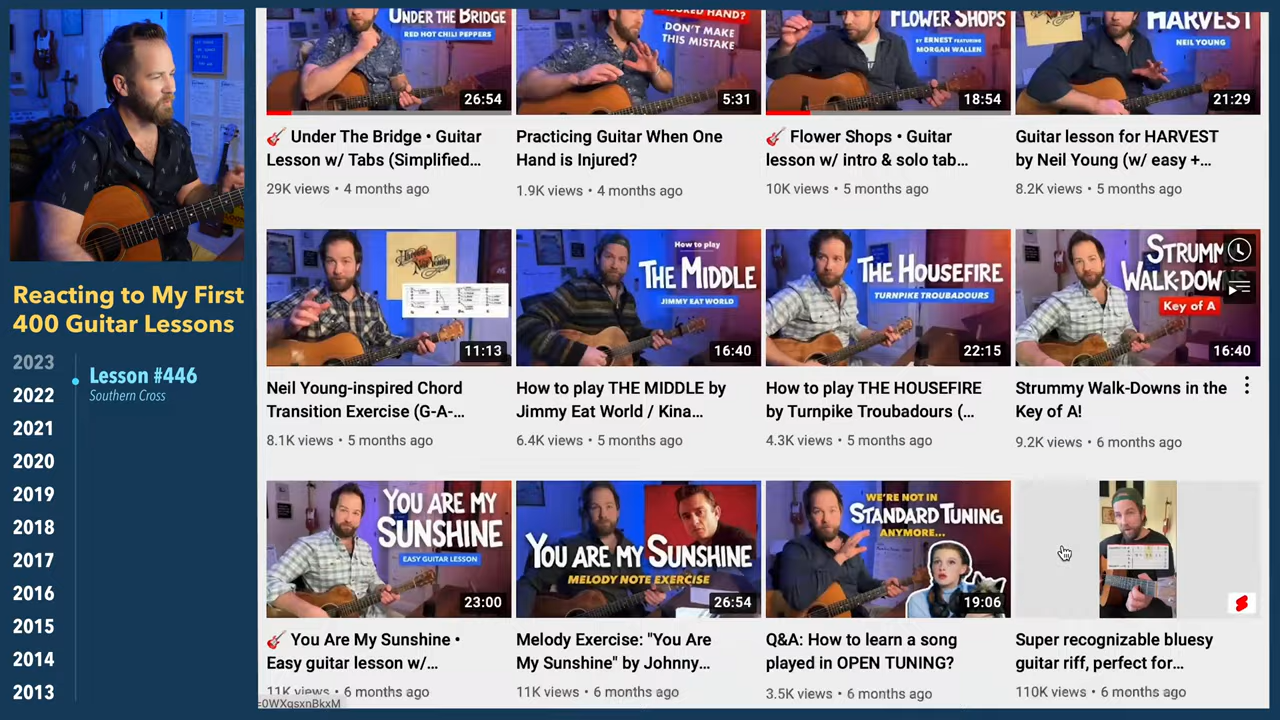 Reacting to My First
400 Guitar Lessons
2023
2022
2021
2020
2019
2018
2017
2016
2015
2014
2013
Lesson #446
Southern Cross
UNDER THE BRIDGE
RED HOT CHILI PEPPERS
26:54
🎸 Under The Bridge • Guitar
Lesson w/ Tabs (Simplified...
29K views • 4 months ago
HAND?
DON'T MAKE
THIS MISTAKE
5:31
Practicing Guitar When One
Hand is Injured?
1.9K views • 4 months ago
FLOWER SHOPS
BY ERNEST FEATURING
MORGAN WALLEN
18:54
🎸 Flower Shops • Guitar
lesson w/ intro & solo tab...
10K views • 5 months ago
HARVEST
NEIL YOUNG
21:29
Guitar lesson for HARVEST
by Neil Young (w/ easy +...
8.2K views • 5 months ago
11:13
Neil Young-inspired Chord
Transition Exercise (G-A-...
8.1K views • 5 months ago
How to play
THE MIDDLE
JIMMY EAT WORLD
16:40
How to play THE MIDDLE by
Jimmy Eat World / Kina...
6.4K views • 5 months ago
THE HOUSEFIRE
TURNPIKE TROUBADOURS
22:15
How to play THE HOUSEFIRE
by Turnpike Troubadours (...
4.3K views • 5 months ago
STRUMM
WALK-DOWNS
Key of A
16:40
Strummy Walk-Downs in the
Key of A!
9.2K views • 6 months ago
YOU ARE MY
SUNSHINE
EASY GUITAR LESSON
23:00
🎸 You Are My Sunshine •
Easy guitar lesson w/...
11K views • 6 months ago
YOU ARE MY SUNSHINE
MELODY NOTE EXERCISE
26:54
Melody Exercise: "You Are
My Sunshine" by Johnny...
11K views • 6 months ago
WE'RE NOT IN
STANDARD TUNING
ANYMORE...
19:06
Q&A: How to learn a song
played in OPEN TUNING?
3.5K views • 6 months ago
Super recognizable bluesy
guitar riff, perfect for...
110K views • 6 months ago